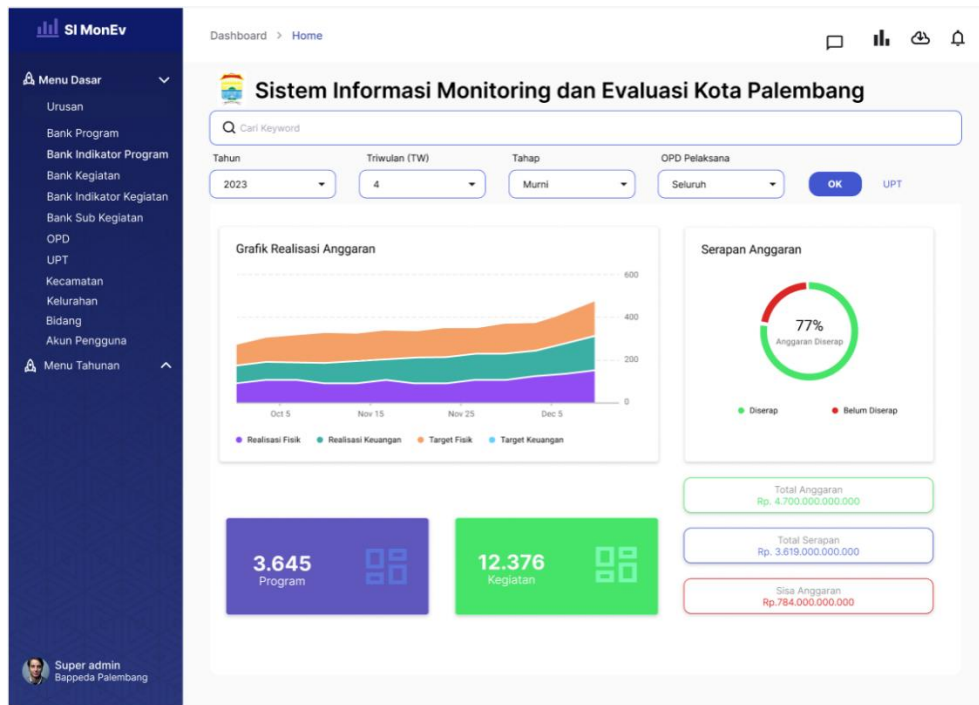 SI MonEv
Menu Dasar
Urusan
Bank Program
Bank Indikator Program
Bank Kegiatan
Bank Indikator Kegiatan
Bank Sub Kegiatan
OPD
UPT
Kecamatan
Kelurahan
Bidang
Akun Pengguna
Menu Tahunan
Super admin
Bappeda Palembang
Dashboard > Home
Sistem Informasi Monitoring dan Evaluasi Kota Palembang
Cari Keyword
Tahun Triwulan (TW) Tahap OPD Pelaksana
2023 4 Murni Seluruh OK UPT
Grafik Realisasi Anggaran
600
400
200
0
Oct 5 Nov 15 Nov 25 Dec 5
Realisasi Fisik Realisasi Keuangan Target Fisik Target Keuangan
Serapan Anggaran
77%
Anggaran Diserap
Diserap Belum Diserap
Total Anggaran
Rp. 4.700.000.000.000
Total Serapan
Rp. 3.619.000.000.000
Sisa Anggaran
Rp.784.000.000.000
3.645
Program
12.376
Kegiatan